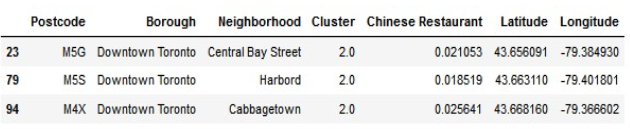 Postcode Borough Neighborhood Cluster Chinese Restaurant Latitude Longitude
23 M5G Downtown Toronto Central Bay Street 2.0 0.021053 43.656091 -79.384930
79 M5S Downtown Toronto Harbord 2.0 0.018519 43.663110 -79.401801
94 M4X Downtown Toronto Cabbagetown 2.0 0.025641 43.668160 -79.366602